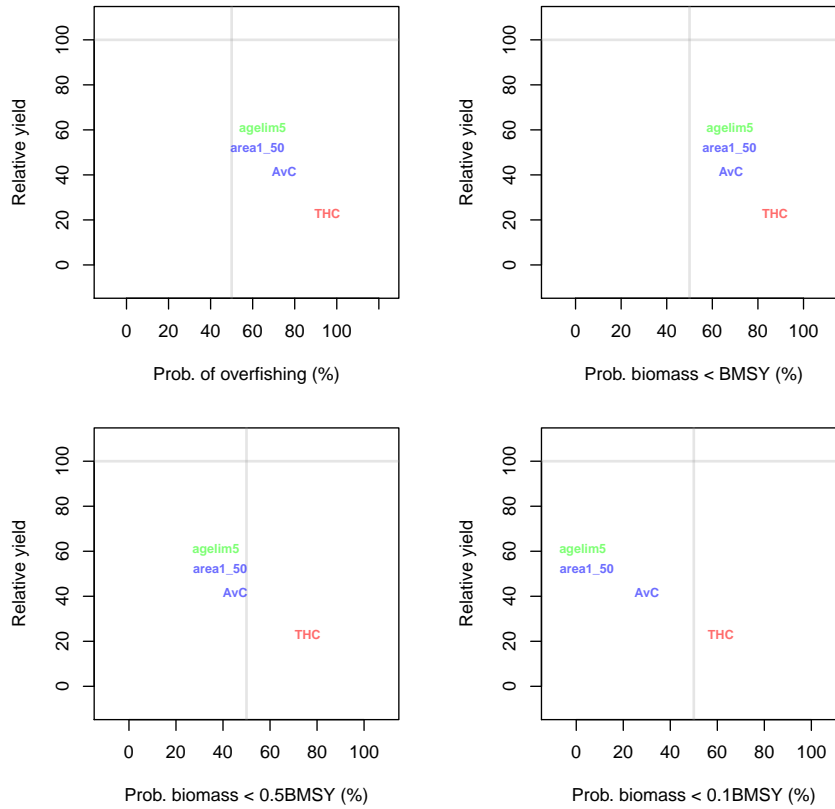 100
80
60
40
20
0
Relative yield
agelim5
area1_50
AvC
THC
0 20 40 60 80 100
Prob. of overfishing (%)
100
80
60
40
20
0
Relative yield
agelim5
area1_50
AvC
THC
0 20 40 60 80 100
Prob. biomass < BMSY (%)
100
80
60
40
20
0
Relative yield
agelim5
area1_50
AvC
THC
0 20 40 60 80 100
Prob. biomass < 0.5BMSY (%)
100
80
60
40
20
0
Relative yield
agelim5
area1_50
AvC
THC
0 20 40 60 80 100
Prob. biomass < 0.1BMSY (%)